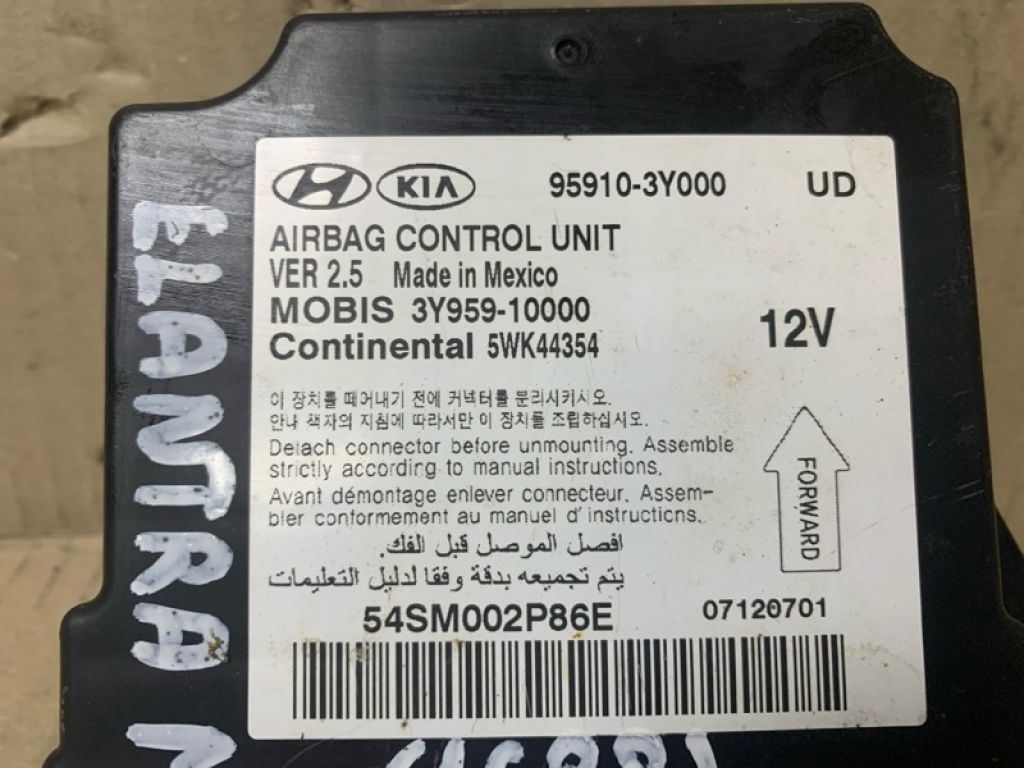 KIA 95910-3Y000 UD
AIRBAG CONTROL UNIT
VER 2.5 Made in Mexico
MOBIS 3Y959-10000
Continental 5WK44354
12V
이 장치를 떼어내기 전에 커넥터를 분리시키시오.
안내 책자의 지침에 따라서만 이 장치를 조립하십시오.
Detach connector before unmounting. Assemble
strictly according to manual instructions.
Avant démontage enlever connecteur. Assem-
bler conformement au manuel d'instructions.
افصل الموصل قبل الفك.
يتم تجميعه بدقة وفقا لدليل التعليمات
FORWARD
54SM002P86E 07120701
ELANTRA